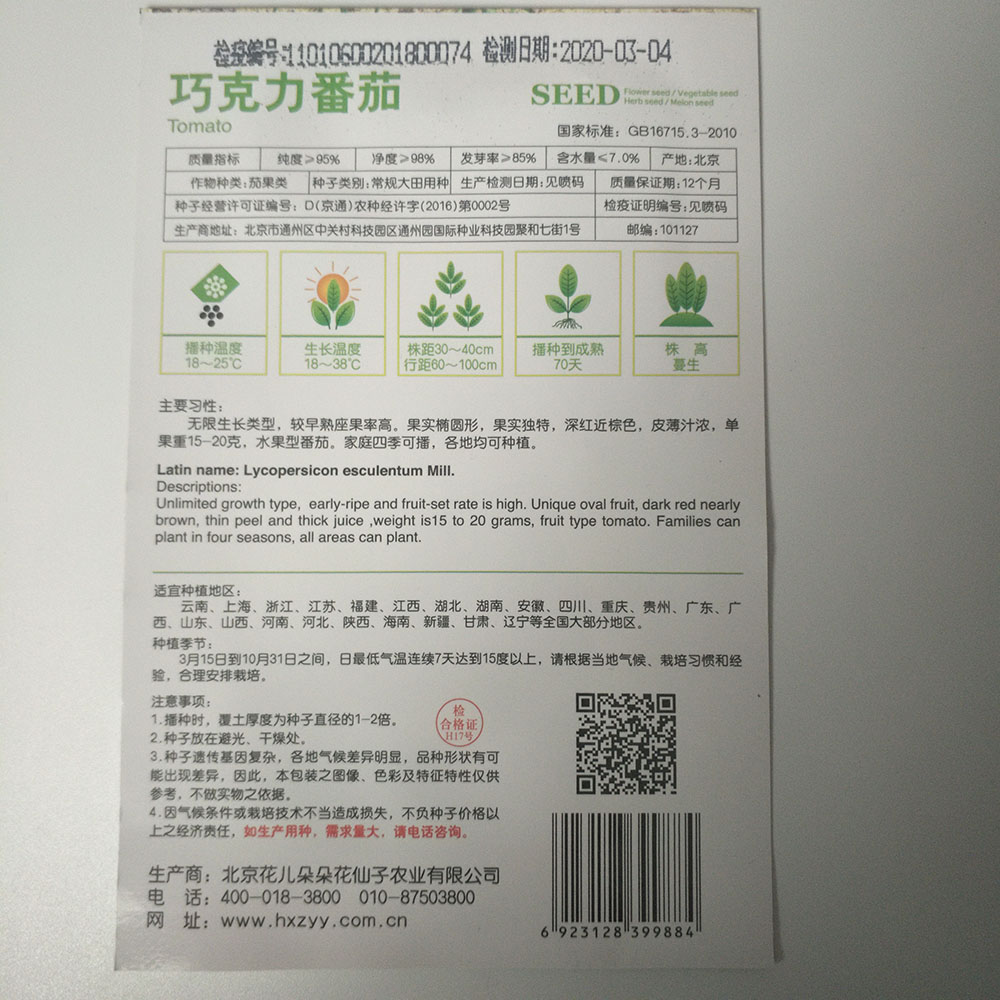 检疫编号:11010600201800074 检测日期:2020-03-04
巧克力番茄
Tomato
SEED Flower seed / Vegetable seed
Herb seed / Melon seed
国家标准：GB16715.3-2010
质量指标 纯度≥95% 净度≥98% 发芽率≥85% 含水量≤7.0% 产地:北京
作物种类:茄果类 种子类别:常规大田用种 生产检测日期:见喷码 质量保证期:12个月
种子经营许可证编号：D(京通)农种经许字(2016)第0002号 检疫证明编号:见喷码
生产商地址：北京市通州区中关村科技园区通州园国际种业科技园聚和七街1号 邮编:101127
播种温度 生长温度 株距30～40cm 播种到成熟 株 高
18～25℃ 18～38℃ 行距60～100cm 70天 蔓生
主要习性：
无限生长类型，较早熟座果率高。果实椭圆形，果实独特，深红近棕色，皮薄汁浓，单
果重15-20克，水果型番茄。家庭四季可播，各地均可种植。
Latin name: Lycopersicon esculentum Mill.
Descriptions:
Unlimited growth type, early-ripe and fruit-set rate is high. Unique oval fruit, dark red nearly
brown, thin peel and thick juice ,weight is15 to 20 grams, fruit type tomato. Families can
plant in four seasons, all areas can plant.
适宜种植地区：
云南、上海、浙江、江苏、福建、江西、湖北、湖南、安徽、四川、重庆、贵州、广东、广
西、山东、山西、河南、河北、陕西、海南、新疆、甘肃、辽宁等全国大部分地区。
种植季节：
3月15日到10月31日之间，日最低气温连续7天达到15度以上，请根据当地气候、栽培习惯和经
验，合理安排栽培。
注意事项：
1.播种时，覆土厚度为种子直径的1-2倍。
2.种子放在避光、干燥处。
3.种子遗传基因复杂，各地气候差异明显，品种形状有可
能出现差异，因此，本包装之图像、色彩及特征特性仅供
参考，不做实物之依据。
4.因气候条件或栽培技术不当造成损失，不负种子价格以
上之经济责任，如生产用种，需求量大，请电话咨询。
检
合格证
H17号
生产商：北京花儿朵朵花仙子农业有限公司
电 话：400-018-3800 010-87503800
网 址：www.hxzyy.com.cn
6 923128 399884